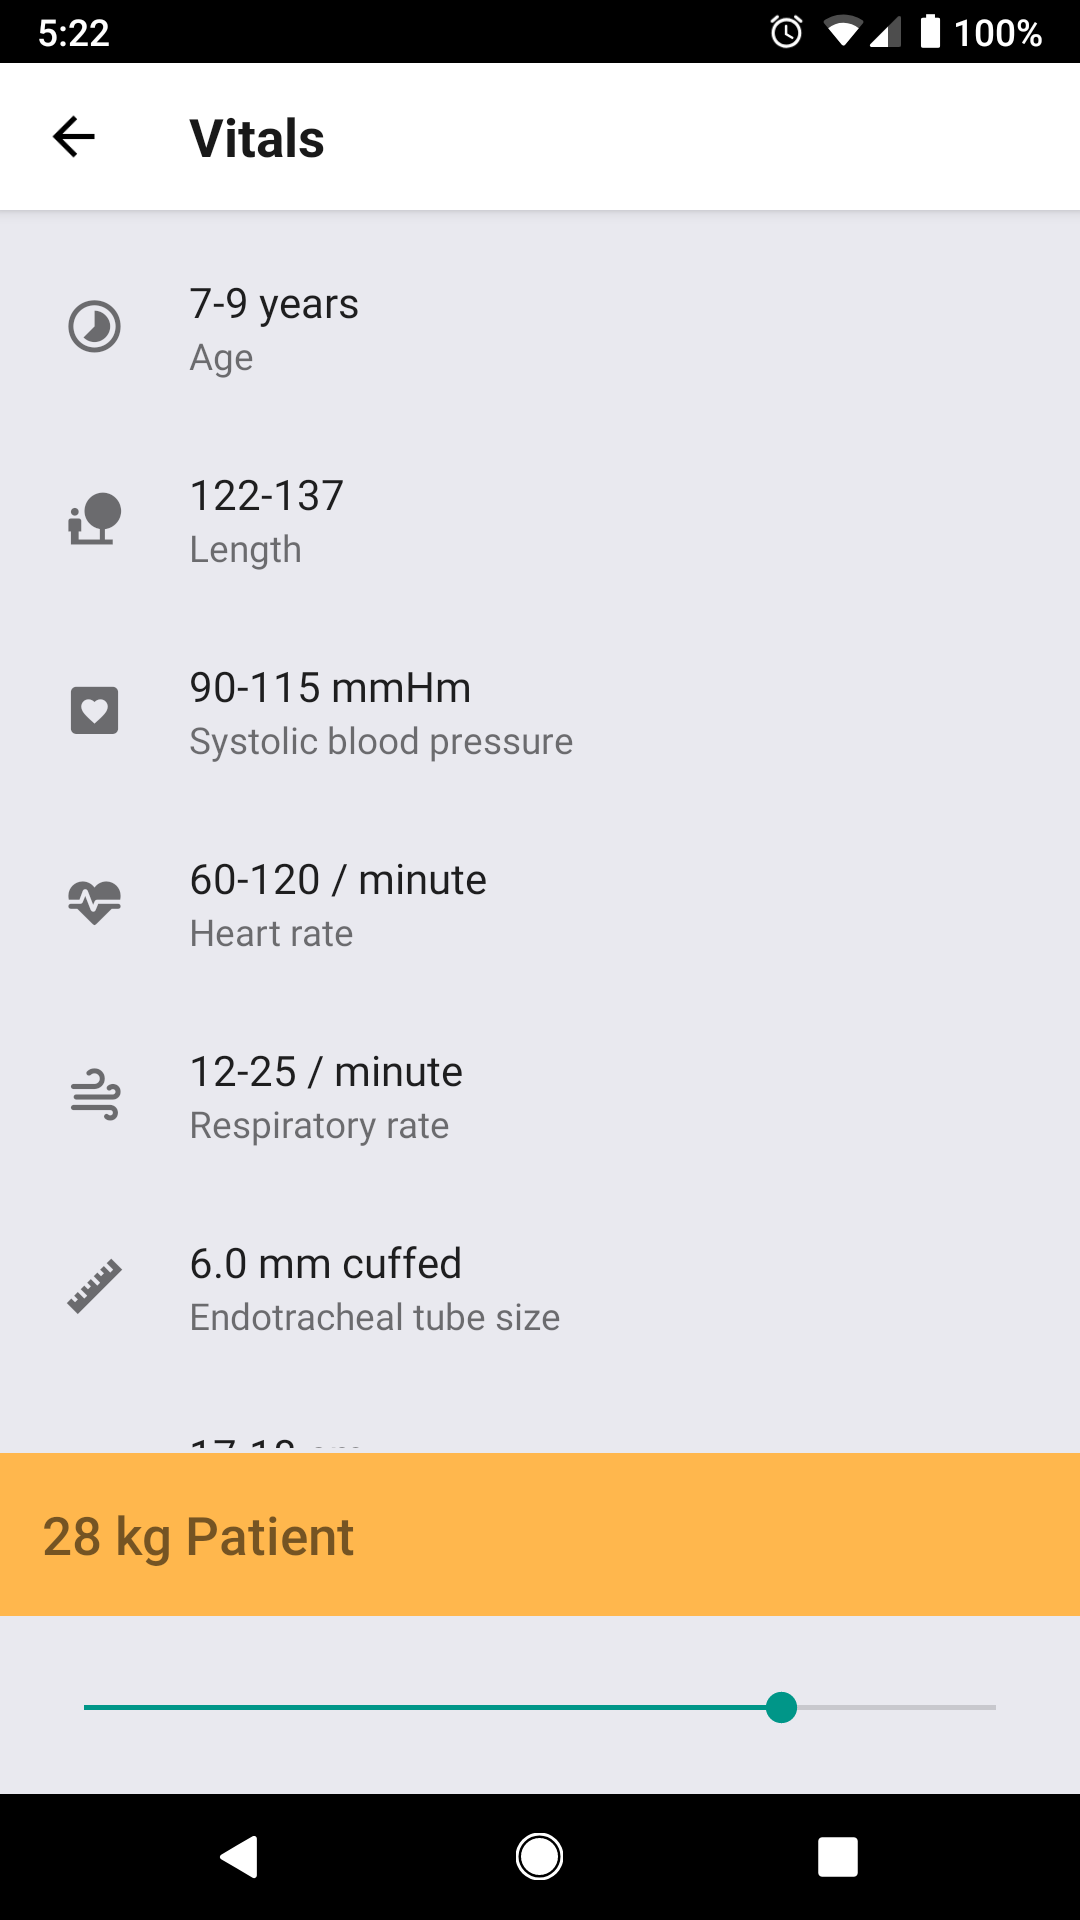 5:22 100%
Vitals
7-9 years
Age
122-137
Length
90-115 mmHm
Systolic blood pressure
60-120 / minute
Heart rate
12-25 / minute
Respiratory rate
6.0 mm cuffed
Endotracheal tube size
28 kg Patient